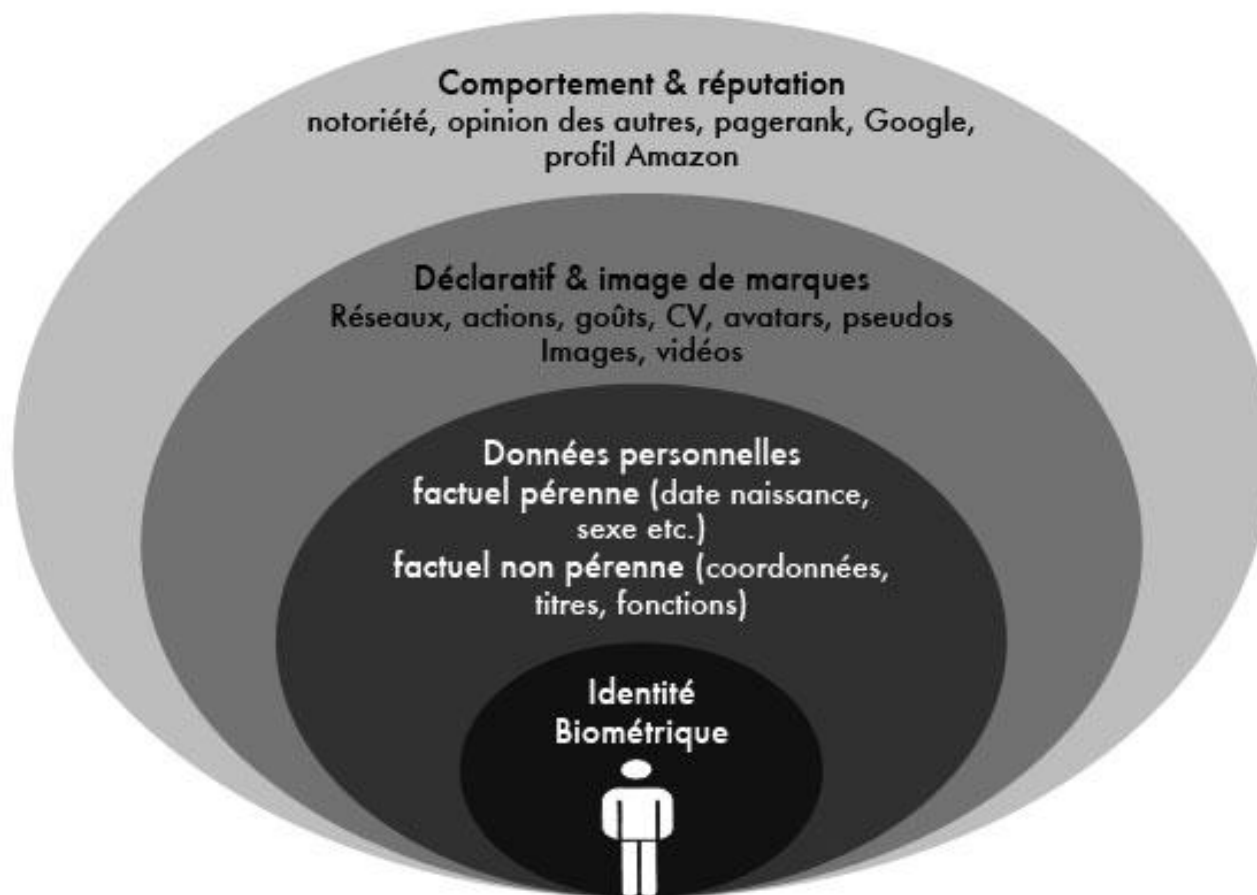 Comportement & réputation
notoriété, opinion des autres, pagerank, Google,
profil Amazon
Déclaratif & image de marques
Réseaux, actions, goûts, CV, avatars, pseudos
Images, vidéos
Données personnelles
factuel pérenne (date naissance,
sexe etc.)
factuel non pérenne (coordonnées,
titres, fonctions)
Identité
Biométrique